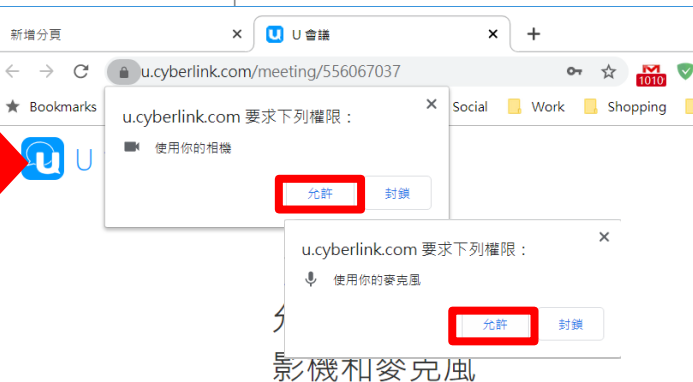 新增分頁
U 會議
u.cyberlink.com/meeting/556067037
1010
Bookmarks
Social
Work
Shopping
u.cyberlink.com 要求下列權限：
使用你的相機
允許
封鎖
U
u.cyberlink.com 要求下列權限：
使用你的麥克風
允許
封鎖
影機和麥克風